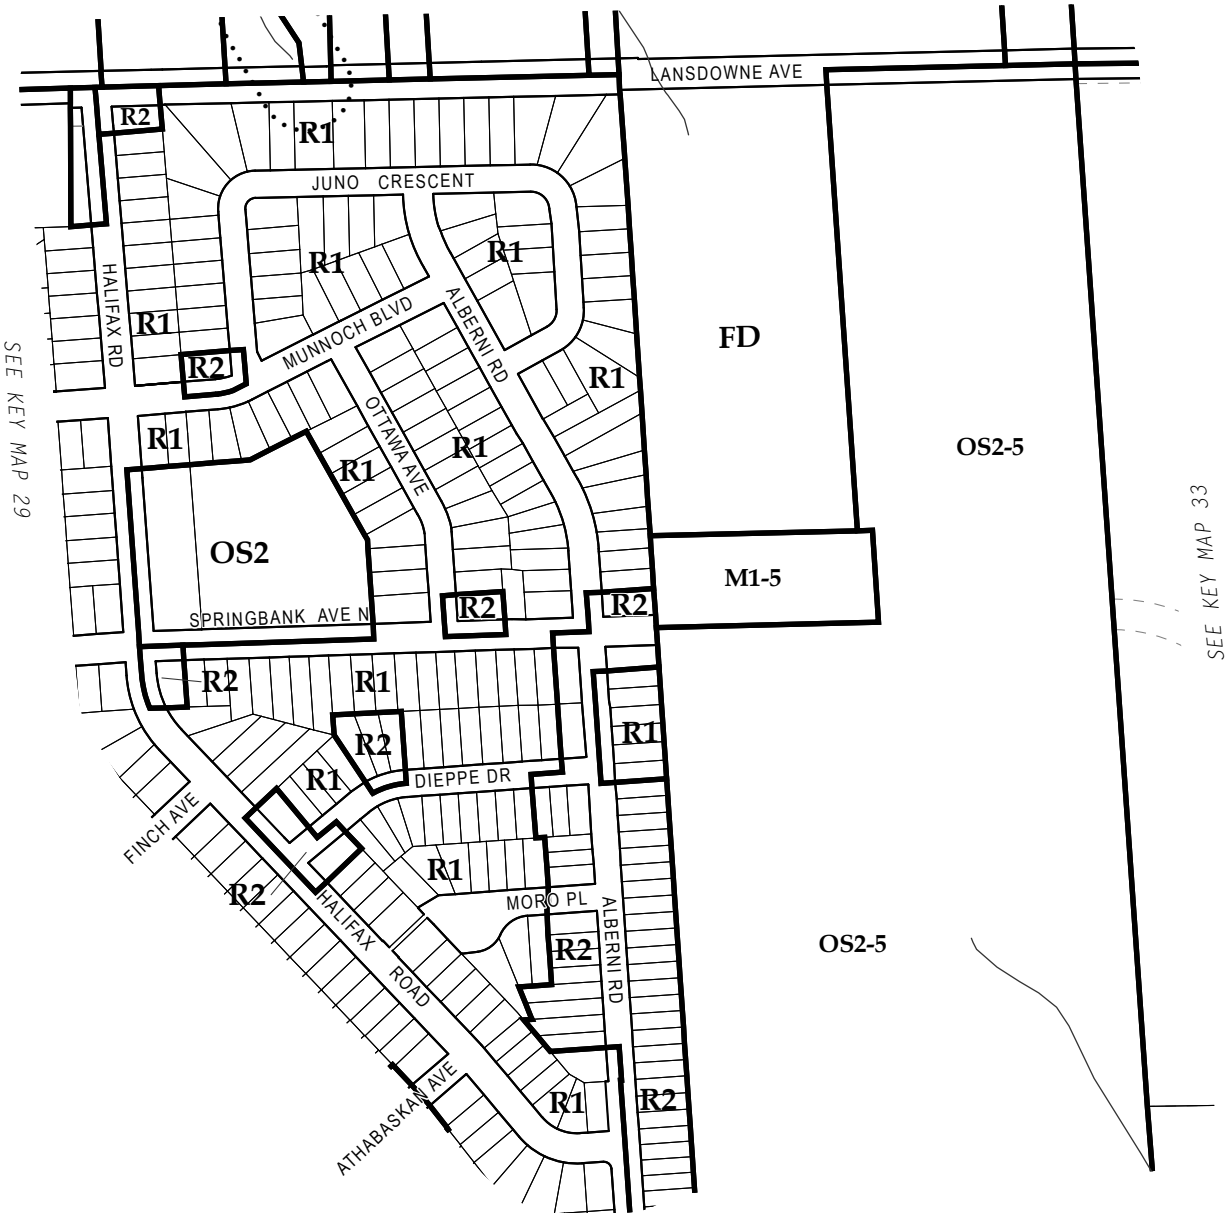 LANSDOWNE AVE
R2
R1
JUNO CRESCENT
R1
R1
HALIFAX RD
R1
MUNNOCH BLVD
ALBERNI RD
FD
SEE KEY MAP 29
R2
R1
OTTAWA AVE
R1
R1
R1
OS2-5
SEE KEY MAP 33
OS2
M1-5
SPRINGBANK AVE N
R2
R2
R2
R1
R1
R2
R1
DIEPPE DR
FINCH AVE
R1
R2
MORO PL
HALIFAX ROAD
R2
ALBERNI RD
OS2-5
ATHABASKAN AVE
R1
R2